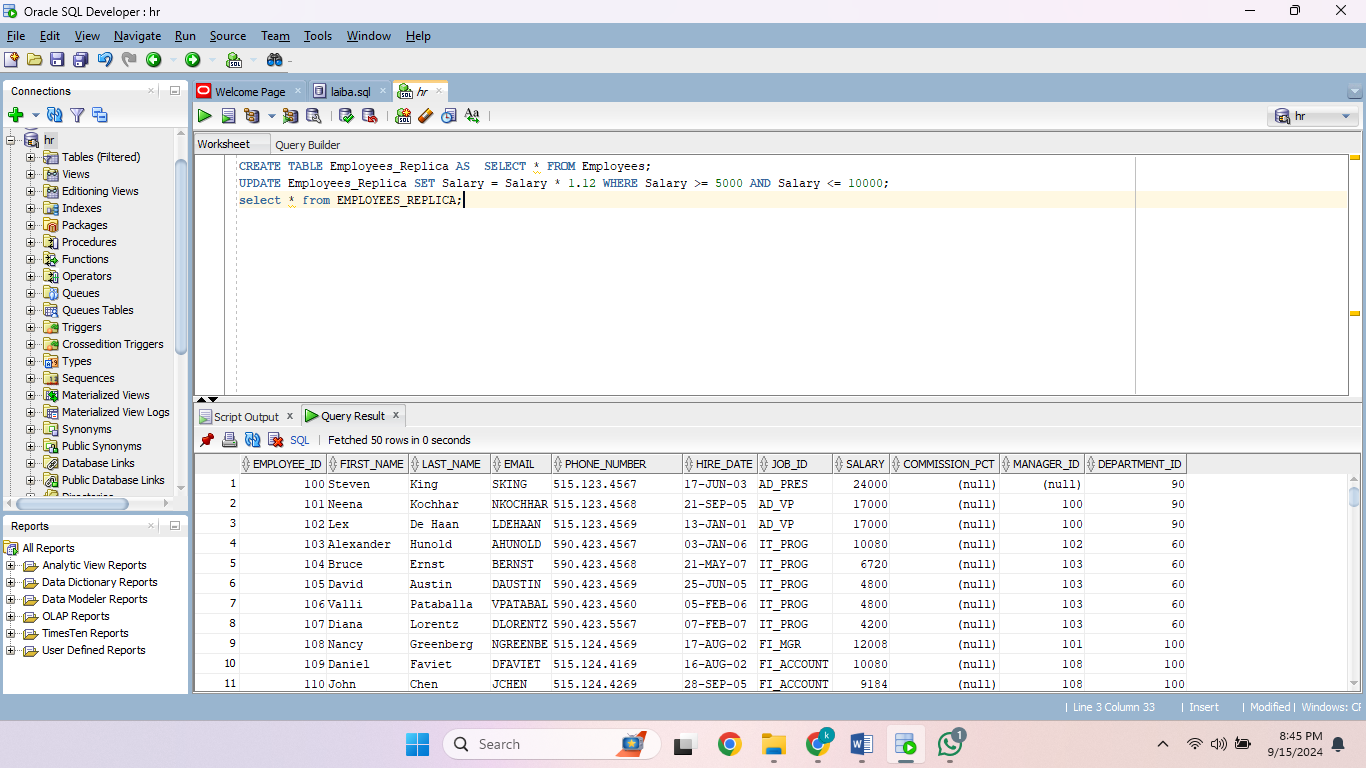 Oracle SQL Developer : hr
File Edit View Navigate Run Source Team Tools Window Help
Connections
hr
Tables (Filtered)
Views
Editioning Views
Indexes
Packages
Procedures
Functions
Operators
Queues
Queues Tables
Triggers
Crossedition Triggers
Types
Sequences
Materialized Views
Materialized View Logs
Synonyms
Public Synonyms
Database Links
Public Database Links
Reports
All Reports
Analytic View Reports
Data Dictionary Reports
Data Modeler Reports
OLAP Reports
TimesTen Reports
User Defined Reports
Welcome Page laiba.sql hr
hr
Worksheet Query Builder
CREATE TABLE Employees_Replica AS  SELECT * FROM Employees;
UPDATE Employees_Replica SET Salary = Salary * 1.12 WHERE Salary >= 5000 AND Salary <= 10000;
select * from EMPLOYEES_REPLICA;
Script Output Query Result
SQL | Fetched 50 rows in 0 seconds
EMPLOYEE_ID FIRST_NAME LAST_NAME EMAIL PHONE_NUMBER HIRE_DATE JOB_ID SALARY COMMISSION_PCT MANAGER_ID DEPARTMENT_ID
1 100 Steven King SKING 515.123.4567 17-JUN-03 AD_PRES 24000 (null) (null) 90
2 101 Neena Kochhar NKOCHHAR 515.123.4568 21-SEP-05 AD_VP 17000 (null) 100 90
3 102 Lex De Haan LDEHAAN 515.123.4569 13-JAN-01 AD_VP 17000 (null) 100 90
4 103 Alexander Hunold AHUNOLD 590.423.4567 03-JAN-06 IT_PROG 10080 (null) 102 60
5 104 Bruce Ernst BERNST 590.423.4568 21-MAY-07 IT_PROG 6720 (null) 103 60
6 105 David Austin DAUSTIN 590.423.4569 25-JUN-05 IT_PROG 4800 (null) 103 60
7 106 Valli Pataballa VPATABAL 590.423.4560 05-FEB-06 IT_PROG 4800 (null) 103 60
8 107 Diana Lorentz DLORENTZ 590.423.5567 07-FEB-07 IT_PROG 4200 (null) 103 60
9 108 Nancy Greenberg NGREENBE 515.124.4569 17-AUG-02 FI_MGR 12008 (null) 101 100
10 109 Daniel Faviet DFAVIET 515.124.4169 16-AUG-02 FI_ACCOUNT 10080 (null) 108 100
11 110 John Chen JCHEN 515.124.4269 28-SEP-05 FI_ACCOUNT 9184 (null) 108 100
| Line 3 Column 33 | Insert | Modified | Windows: CF
Search
k
1
8:45 PM
9/15/2024